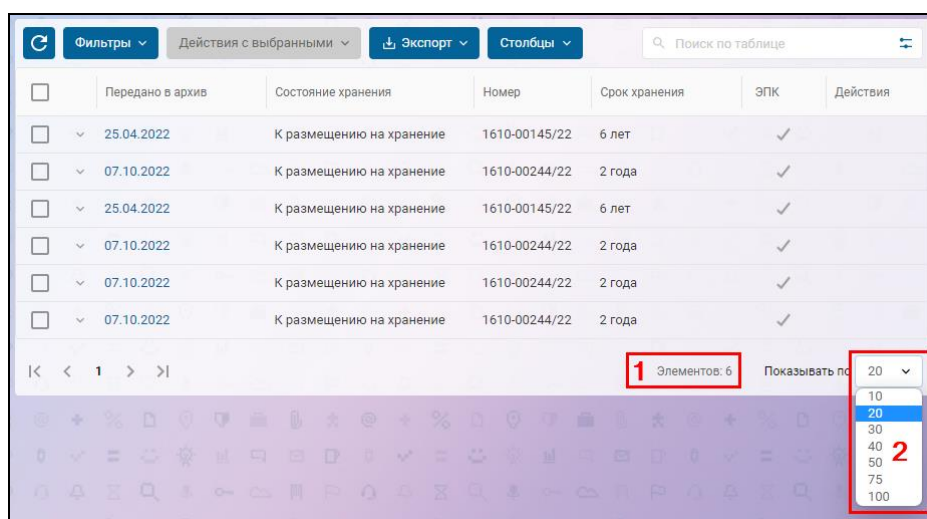 Фильтры Действия с выбранными Экспорт Столбцы Поиск по таблице
Передано в архив Состояние хранения Номер Срок хранения ЭПК Действия
25.04.2022 К размещению на хранение 1610-00145/22 6 лет
07.10.2022 К размещению на хранение 1610-00244/22 2 года
25.04.2022 К размещению на хранение 1610-00145/22 6 лет
07.10.2022 К размещению на хранение 1610-00244/22 2 года
07.10.2022 К размещению на хранение 1610-00244/22 2 года
07.10.2022 К размещению на хранение 1610-00244/22 2 года
1 1 Элементов: 6 Показывать по 20
10
20
30
40
50
75
100
2